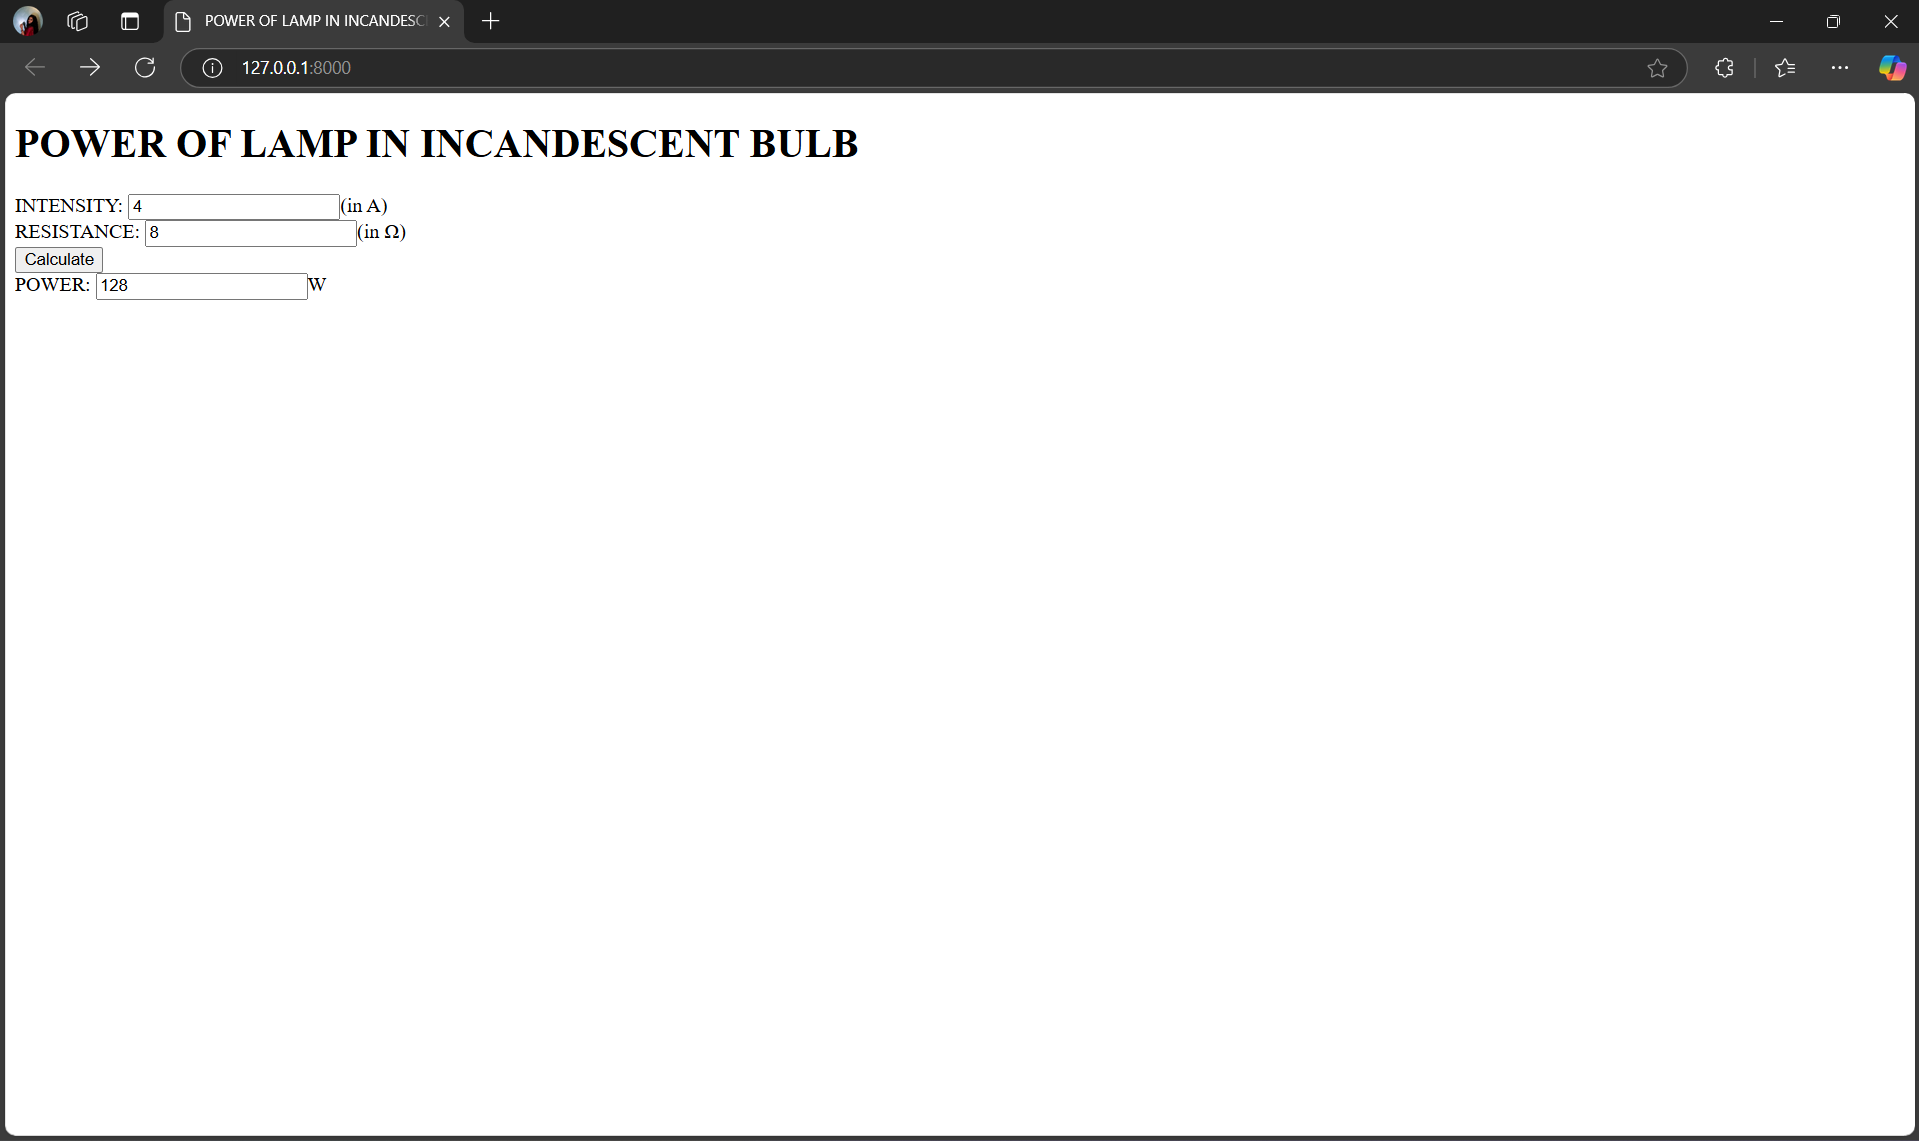 POWER OF LAMP IN INCANDESC
127.0.0.1:8000
POWER OF LAMP IN INCANDESCENT BULB
INTENSITY: 4 (in A)
RESISTANCE: 8 (in Ω)
Calculate
POWER: 128 W